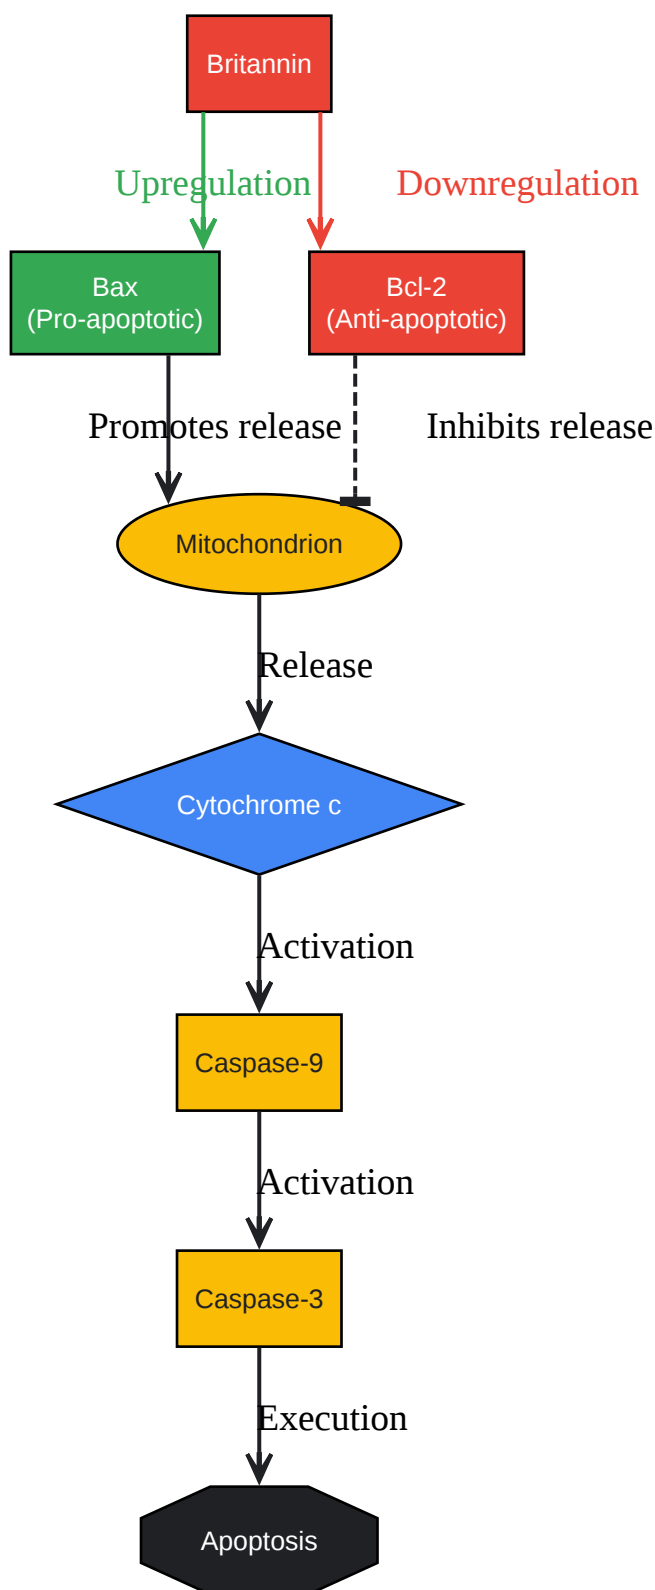 Britannin
Upregulation
Downregulation
Bax
(Pro-apoptotic)
Bcl-2
(Anti-apoptotic)
Promotes release
Inhibits release
Mitochondrion
Release
Cytochrome c
Activation
Caspase-9
Activation
Caspase-3
Execution
Apoptosis